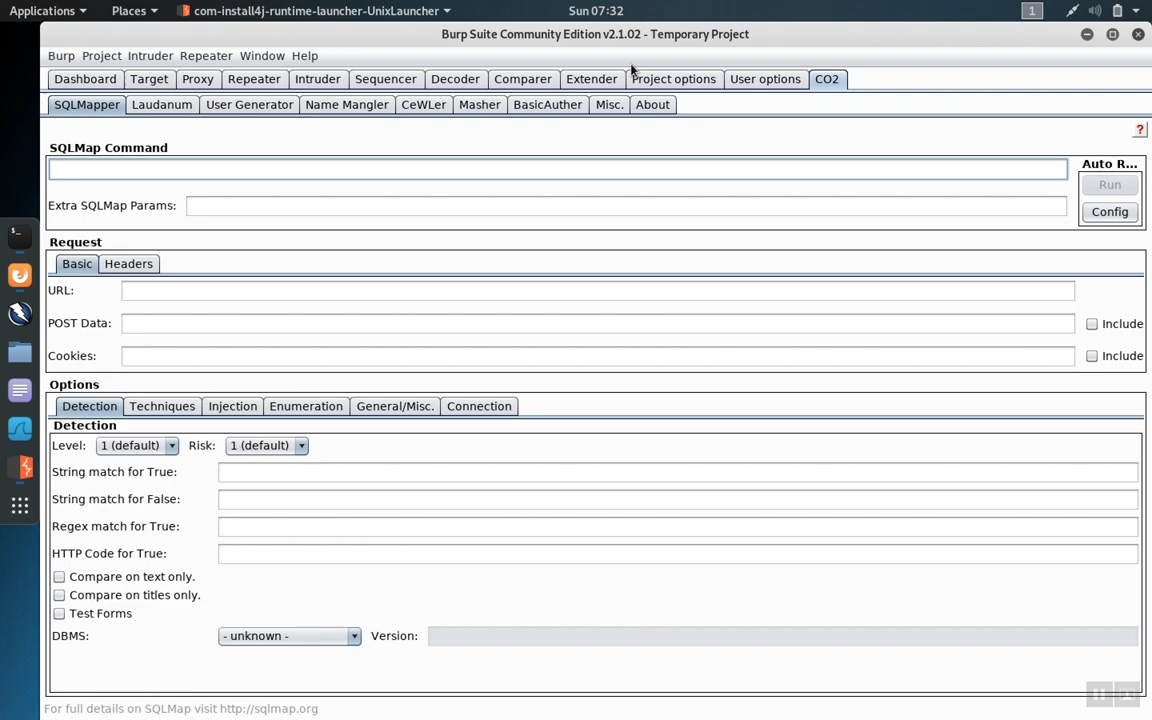 Applications Places com-install4j-runtime-launcher-UnixLauncher Sun 07:32 1
Burp Suite Community Edition v2.1.02 - Temporary Project
Burp Project Intruder Repeater Window Help
Dashboard Target Proxy Repeater Intruder Sequencer Decoder Comparer Extender Project options User options CO2
SQLMapper Laudanum User Generator Name Mangler CeWLer Masher BasicAuther Misc. About
?
SQLMap Command
Auto R...
Run
Extra SQLMap Params:
Config
Request
Basic Headers
URL:
POST Data: Include
Cookies: Include
Options
Detection Techniques Injection Enumeration General/Misc. Connection
Detection
Level: 1 (default) Risk: 1 (default)
String match for True:
String match for False:
Regex match for True:
HTTP Code for True:
Compare on text only.
Compare on titles only.
Test Forms
DBMS: - unknown - Version:
For full details on SQLMap visit http://sqlmap.org